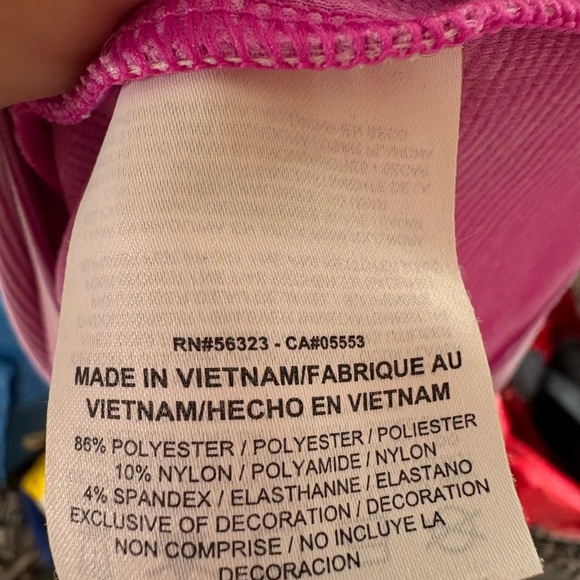 RN#56323 - CA#05553
MADE IN VIETNAM/FABRIQUE AU
VIETNAM/HECHO EN VIETNAM
86% POLYESTER / POLYESTER / POLIESTER
10% NYLON / POLYAMIDE / NYLON
4% SPANDEX / ELASTHANNE / ELASTANO
EXCLUSIVE OF DECORATION / DECORATION
NON COMPRISE / NO INCLUYE LA
DECORACION